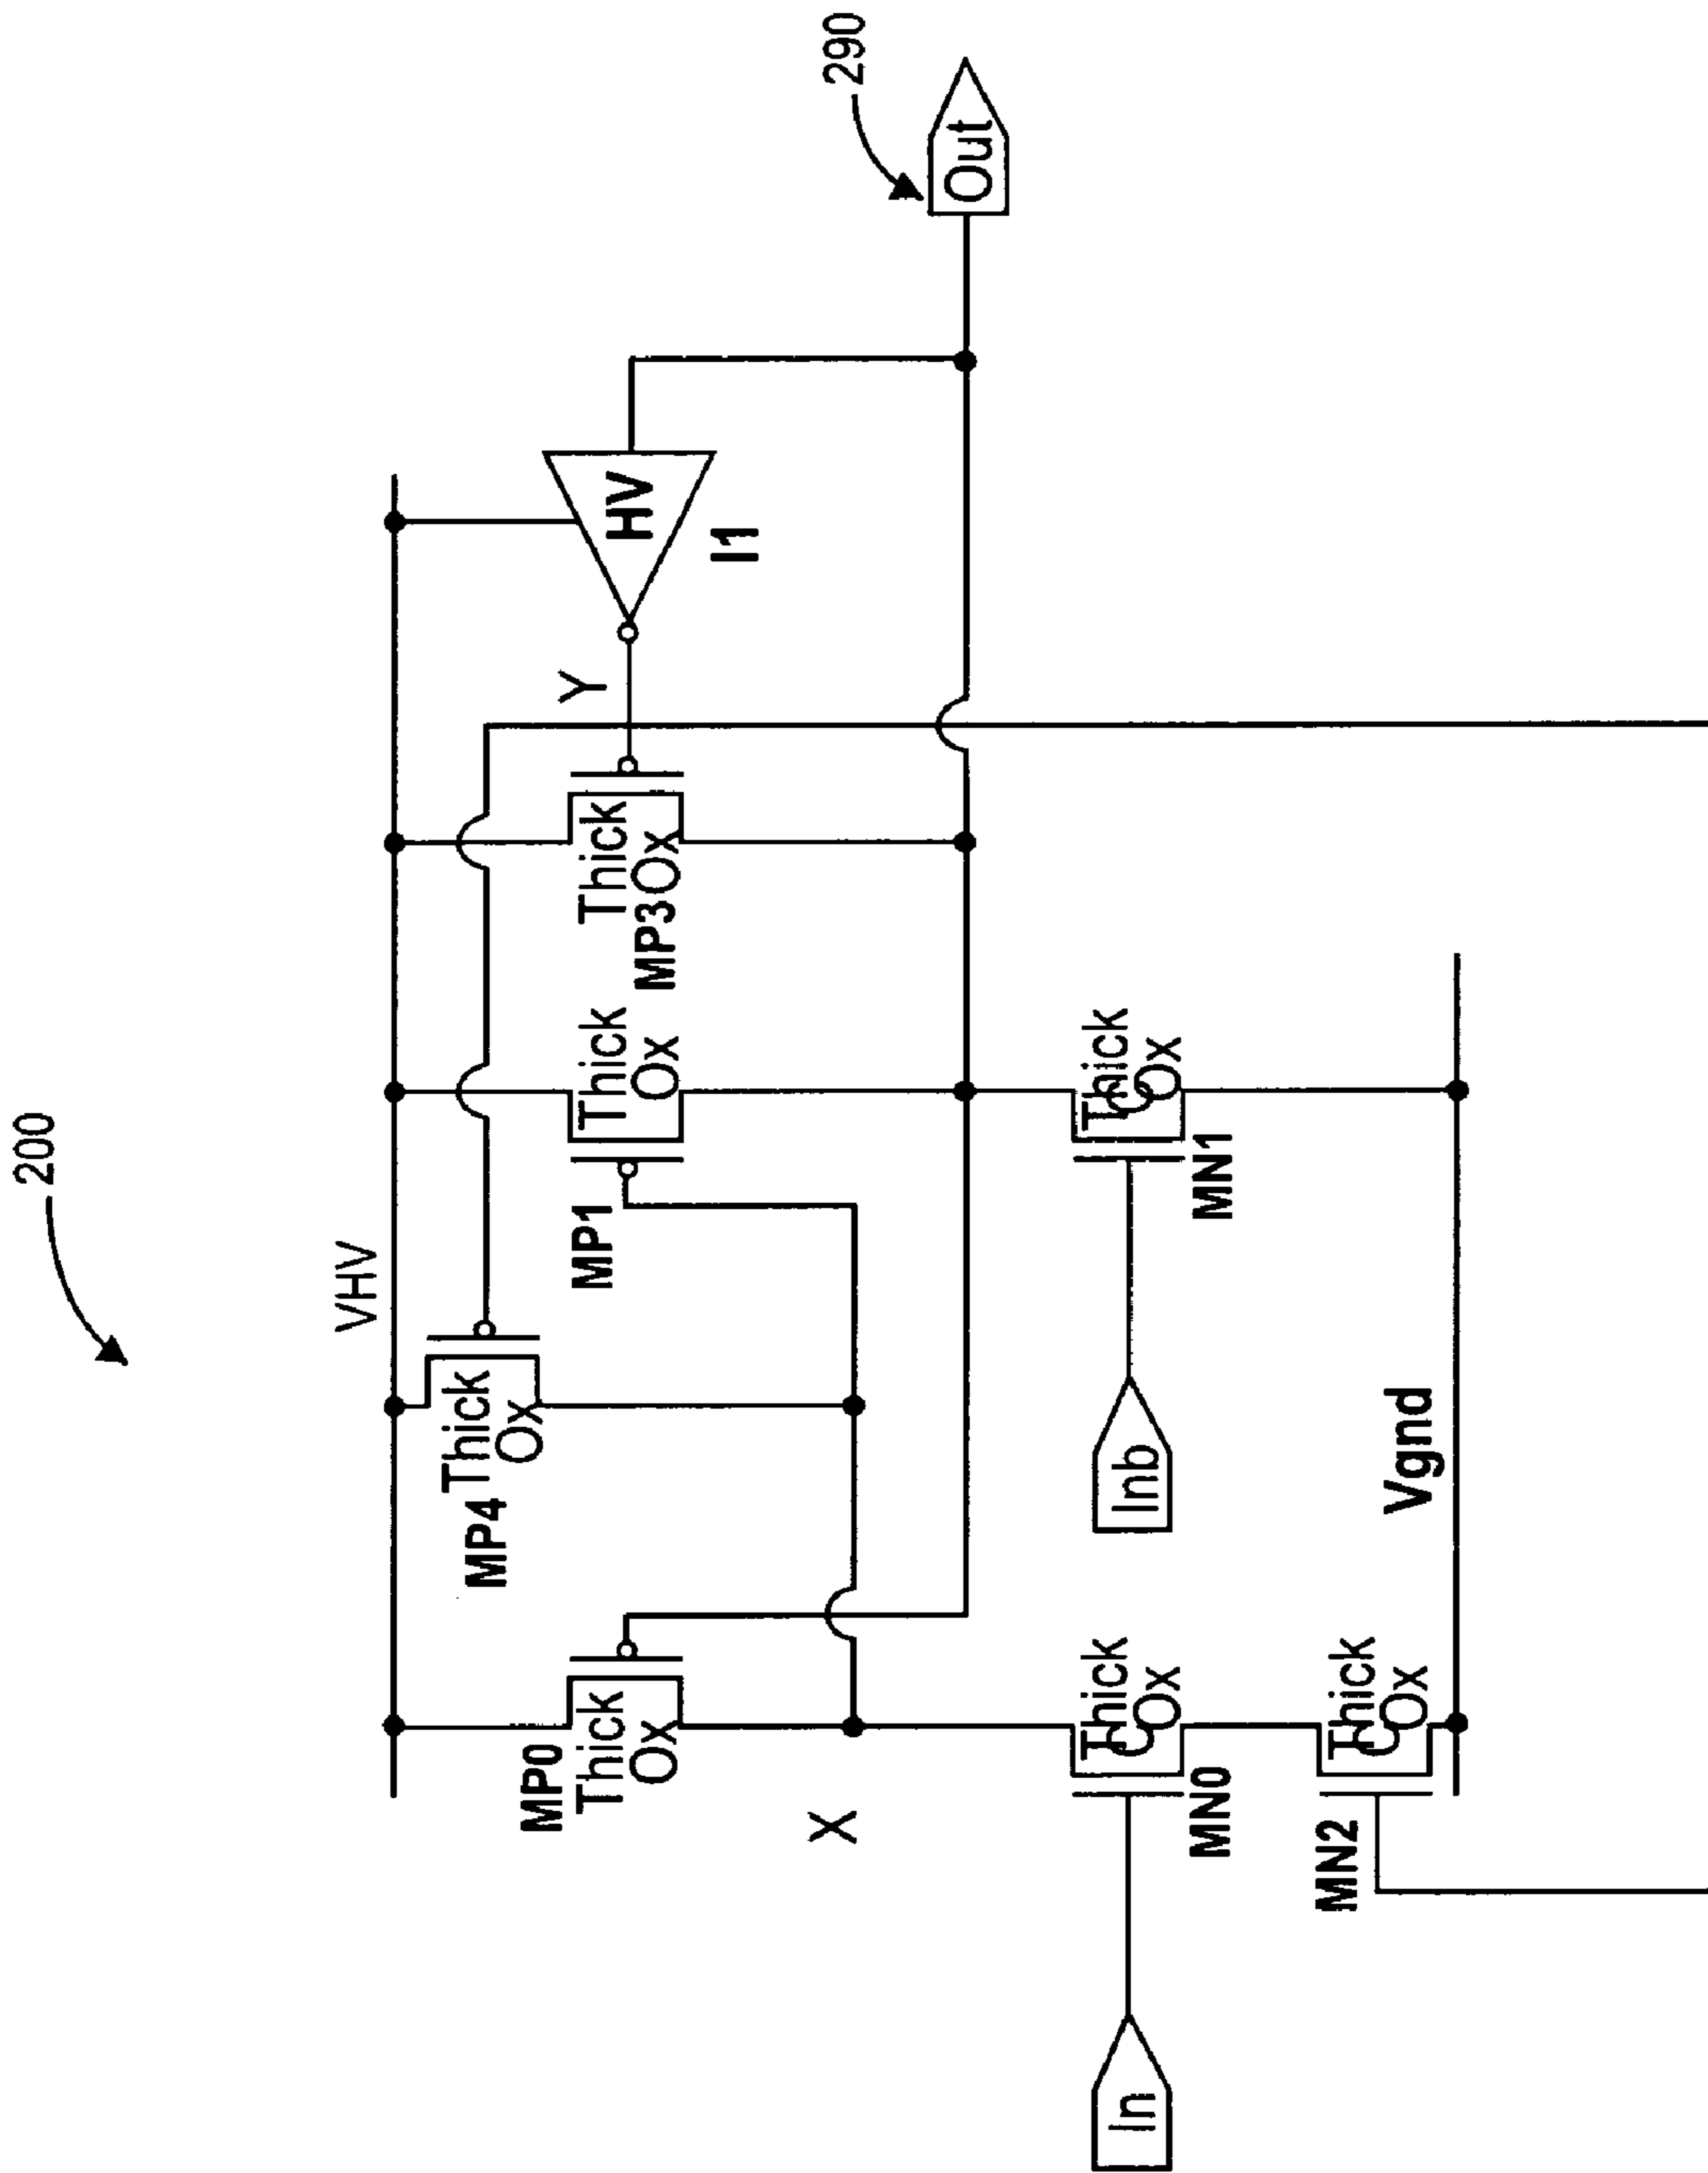 200
VHV
290
MP4
Thick
Ox
MP0
Thick
Ox
MP1
Thick
Ox
MP3
Thick
Ox
Y
HV
I1
X
Out
In
MN0
Thick
Ox
Inb
MN1
Thick
Ox
MN2
Thick
Ox
Vgnd